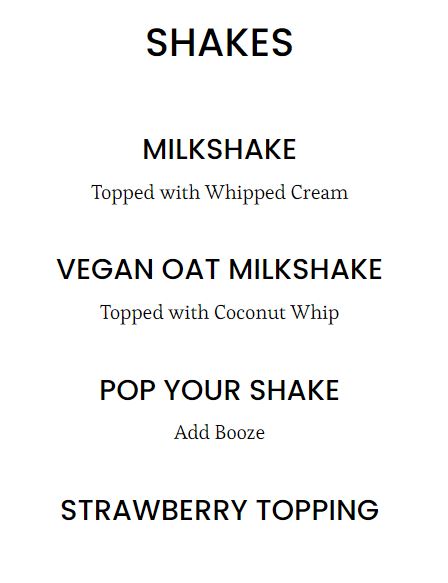 SHAKES
MILKSHAKE
Topped with Whipped Cream
VEGAN OAT MILKSHAKE
Topped with Coconut Whip
POP YOUR SHAKE
Add Booze
STRAWBERRY TOPPING